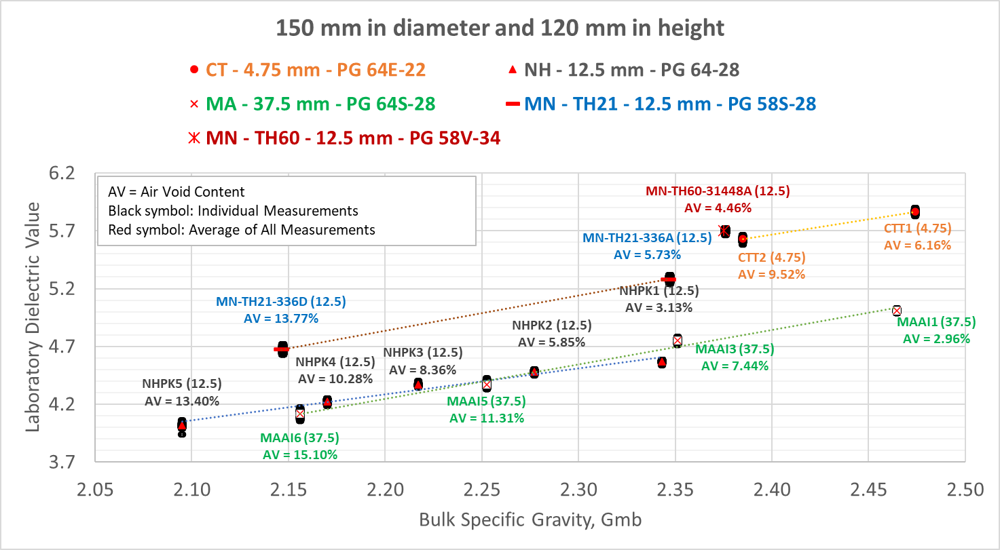 150 mm in diameter and 120 mm in height
CT - 4.75 mm - PG 64E-22
NH - 12.5 mm - PG 64-28
MA - 37.5 mm - PG 64S-28
MN - TH21 - 12.5 mm - PG 58S-28
MN - TH60 - 12.5 mm - PG 58V-34
6.2
5.7
5.2
4.7
4.2
3.7
Laboratory Dielectric Value
AV = Air Void Content
Black symbol: Individual Measurements
Red symbol: Average of All Measurements
MN-TH60-31448A (12.5)
AV = 4.46%
CTT1 (4.75)
AV = 6.16%
MN-TH21-336A (12.5)
AV = 5.73%
CTT2 (4.75)
AV = 9.52%
MN-TH21-336D (12.5)
AV = 13.77%
NHPK1 (12.5)
AV = 3.13%
NHPK2 (12.5)
AV = 5.85%
MAAI1 (37.5)
AV = 2.96%
NHPK3 (12.5)
AV = 8.36%
NHPK4 (12.5)
AV = 10.28%
MAAI3 (37.5)
AV = 7.44%
NHPK5 (12.5)
AV = 13.40%
MAAI5 (37.5)
AV = 11.31%
MAAI6 (37.5)
AV = 15.10%
2.05
2.10
2.15
2.20
2.25
2.30
2.35
2.40
2.45
2.50
Bulk Specific Gravity, Gmb